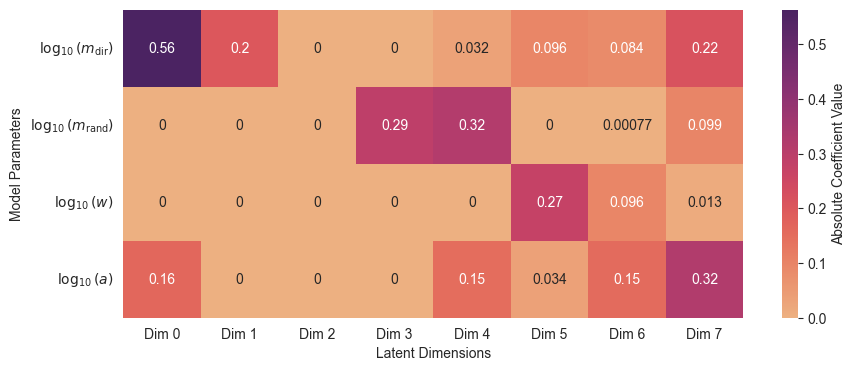 log₁₀ (m_dir) 0.56 0.2 0 0 0.032 0.096 0.084 0.22
log₁₀ (m_rand) 0 0 0 0.29 0.32 0 0.00077 0.099
log₁₀ (w) 0 0 0 0 0 0.27 0.096 0.013
log₁₀ (a) 0.16 0 0 0 0.15 0.034 0.15 0.32
Dim 0 Dim 1 Dim 2 Dim 3 Dim 4 Dim 5 Dim 6 Dim 7
Latent Dimensions
Model Parameters
0.5
0.4
0.3
0.2
0.1
0.0
Absolute Coefficient Value